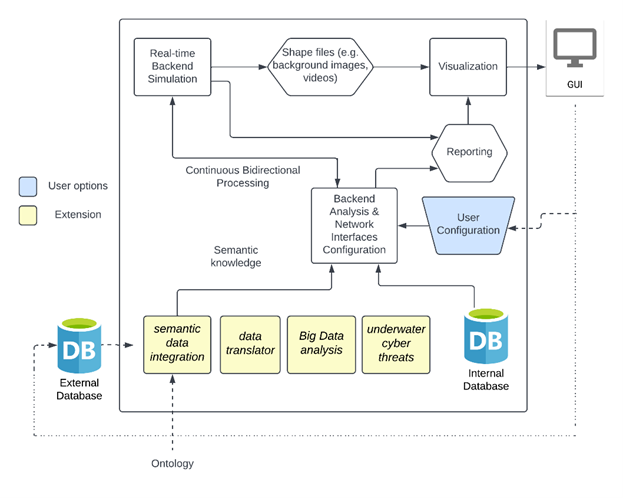 Real-time
Backend
Simulation
Shape files (e.g.
background images,
videos)
Visualization
GUI
Reporting
Continuous Bidirectional
Processing
User options
Extension
Backend
Analysis &
Network
Interfaces
Configuration
User
Configuration
Semantic
knowledge
semantic
data
integration
data
translator
Big Data
analysis
underwater
cyber
threats
DB
External
Database
DB
Internal
Database
Ontology